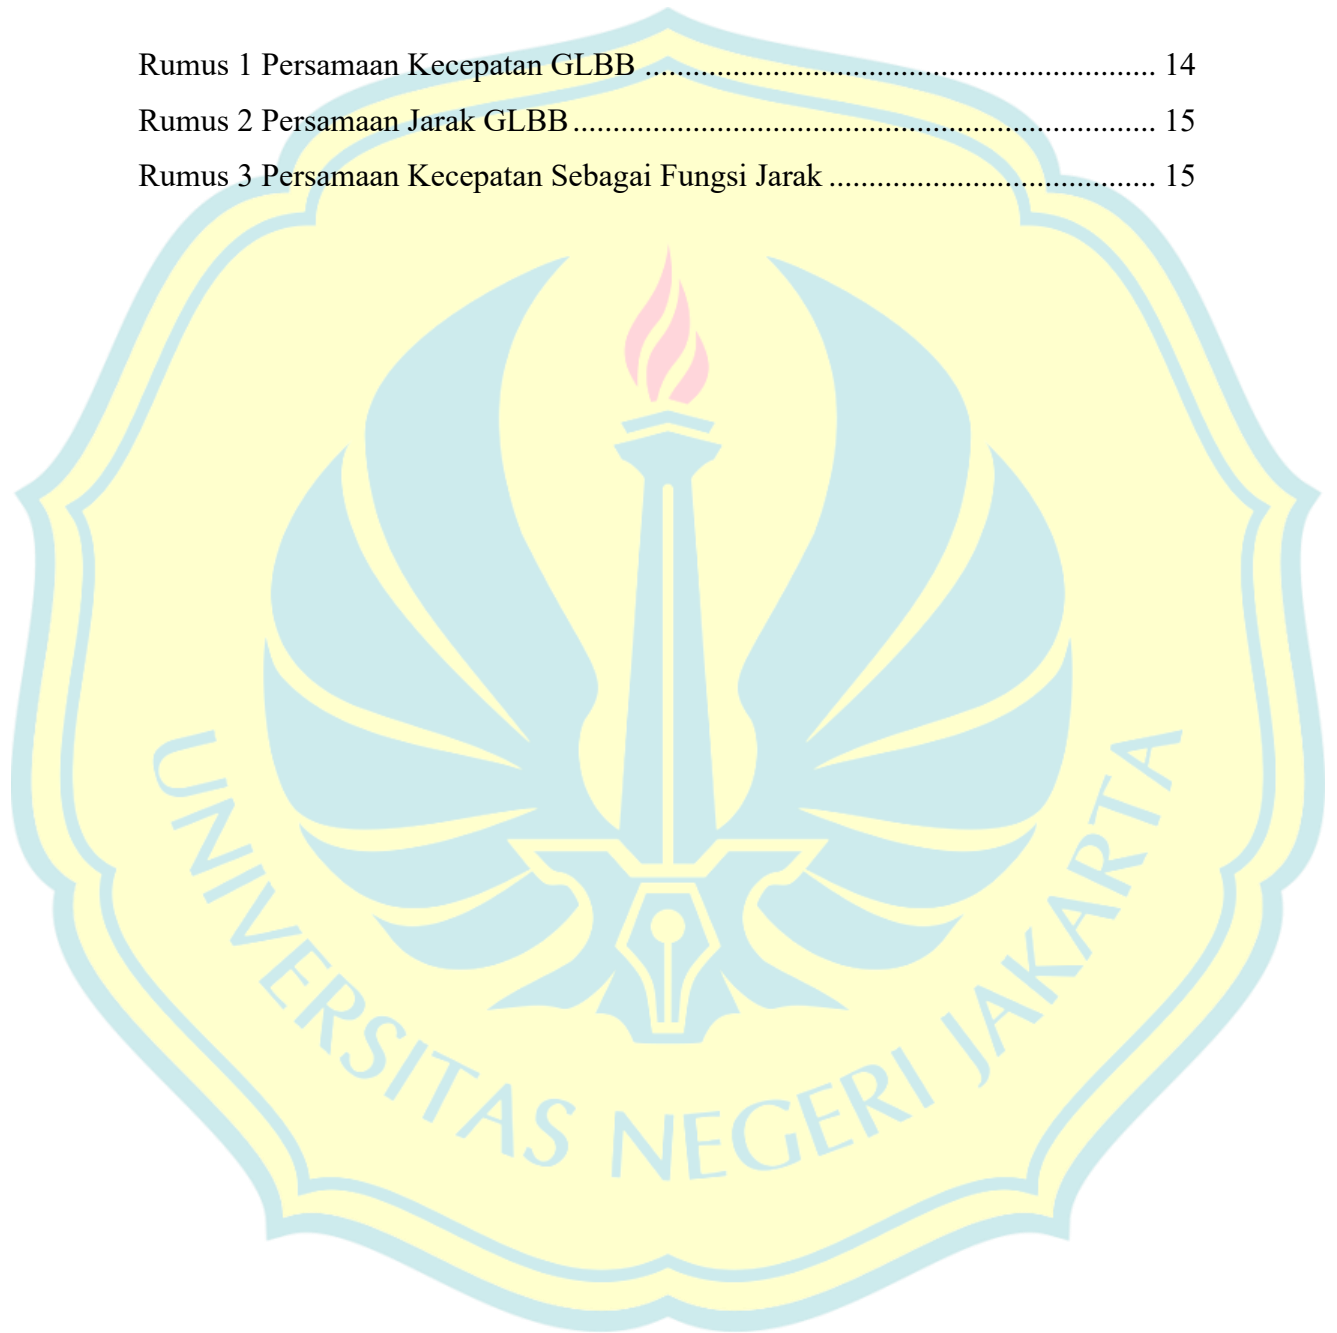 Rumus 1 Persamaan Kecepatan GLBB ................................................................ 14
Rumus 2 Persamaan Jarak GLBB ......................................................................... 15
Rumus 3 Persamaan Kecepatan Sebagai Fungsi Jarak ......................................... 15
UNIVERSITAS NEGERI JAKARTA